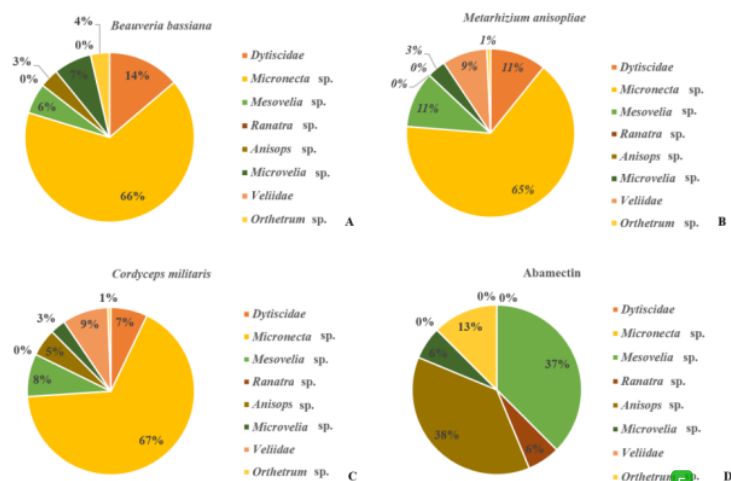 Beauveria bassiana
4%
0%
3%
0%
7%
14%
6%
66%
Dytiscidae
Micronecta sp.
Mesovelia sp.
Ranatra sp.
Anisops sp.
Microvelia sp.
Veliidae
Orthetrum sp.
A
Metarhizium anisopliae
1%
3%
0%
0%
9%
11%
11%
65%
Dytiscidae
Micronecta sp.
Mesovelia sp.
Ranatra sp.
Anisops sp.
Microvelia sp.
Veliidae
Orthetrum sp.
B
Cordyceps militaris
1%
3%
0%
9%
7%
5%
8%
67%
Dytiscidae
Micronecta sp.
Mesovelia sp.
Ranatra sp.
Anisops sp.
Microvelia sp.
Veliidae
Orthetrum sp.
C
Abamectin
0% 0%
0%
13%
6%
37%
38%
6%
Dytiscidae
Micronecta sp.
Mesovelia sp.
Ranatra sp.
Anisops sp.
Microvelia sp.
Veliidae
sp.
D